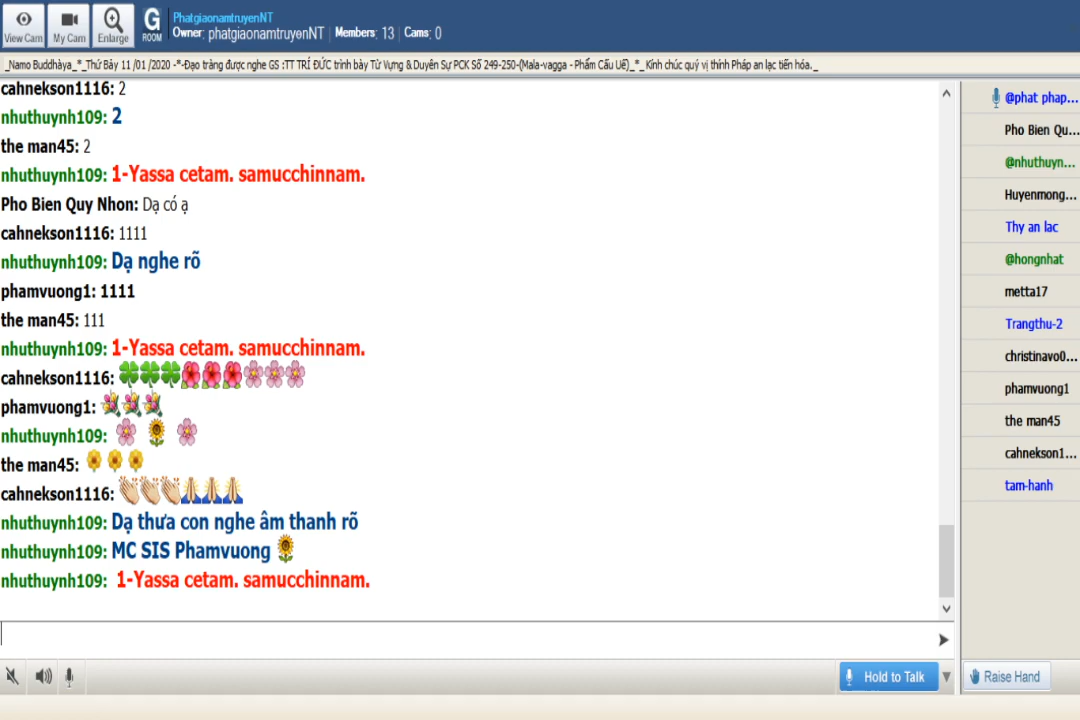 View Cam
My Cam
Enlarge
G
ROOM
PhatgiaonamtruyenNT
Owner: phatgiaonamtruyenNT | Members: 13 | Cams: 0
_Namo Buddhàya_*_Thứ Bảy 11 /01 /2020 -*-Đạo tràng được nghe GS :TT TRÍ ĐỨC trình bày Từ Vựng & Duyên Sự PCK Số 249-250-(Mala-vagga - Phẩm Cấu Uế)_*_ Kính chúc quý vị thính Pháp an lạc tiến hóa._
cahnekson1116: 2
nhuthuynh109: 2
the man45: 2
nhuthuynh109: 1-Yassa cetam. samucchinnam.
Pho Bien Quy Nhon: Dạ có ạ
cahnekson1116: 1111
nhuthuynh109: Dạ nghe rõ
phamvuong1: 1111
the man45: 111
nhuthuynh109: 1-Yassa cetam. samucchinnam.
cahnekson1116: 🍀🍀🍀🌺🌺🌺🌸🌸🌸
phamvuong1: 💐💐💐
nhuthuynh109: 🌸 🌻 🌸
the man45: 🌼 🌼 🌼
cahnekson1116: 👏👏👏🙏🙏🙏
nhuthuynh109: Dạ thưa con nghe âm thanh rõ
nhuthuynh109: MC SIS Phamvuong 🌻
nhuthuynh109: 1-Yassa cetam. samucchinnam.
@phat phap...
Pho Bien Qu...
@nhuthuyn...
Huyenmong...
Thy an lac
@hongnhat
metta17
Trangthu-2
christinavo0...
phamvuong1
the man45
cahnekson1...
tam-hanh
Hold to Talk
Raise Hand